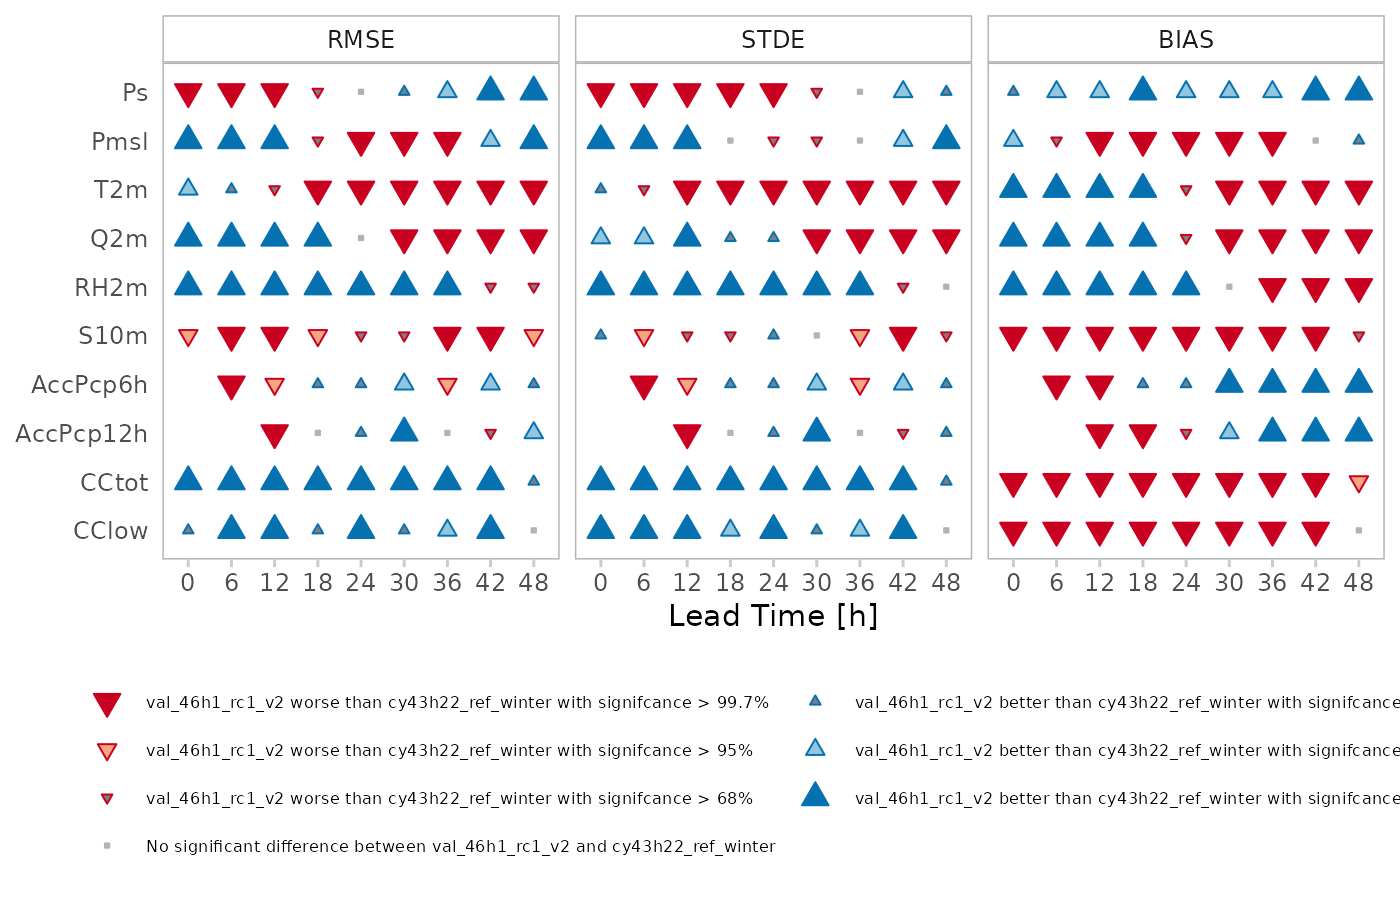 RMSE STDE BIAS
Ps
Pmsl
T2m
Q2m
RH2m
S10m
AccPcp6h
AccPcp12h
CCtot
CClow
0 6 12 18 24 30 36 42 48 0 6 12 18 24 30 36 42 48 0 6 12 18 24 30 36 42 48
Lead Time [h]
val_46h1_rc1_v2 worse than cy43h22_ref_winter with signifcance > 99.7%
val_46h1_rc1_v2 worse than cy43h22_ref_winter with signifcance > 95%
val_46h1_rc1_v2 worse than cy43h22_ref_winter with signifcance > 68%
No significant difference between val_46h1_rc1_v2 and cy43h22_ref_winter
val_46h1_rc1_v2 better than cy43h22_ref_winter with signifcance
val_46h1_rc1_v2 better than cy43h22_ref_winter with signifcance
val_46h1_rc1_v2 better than cy43h22_ref_winter with signifcance